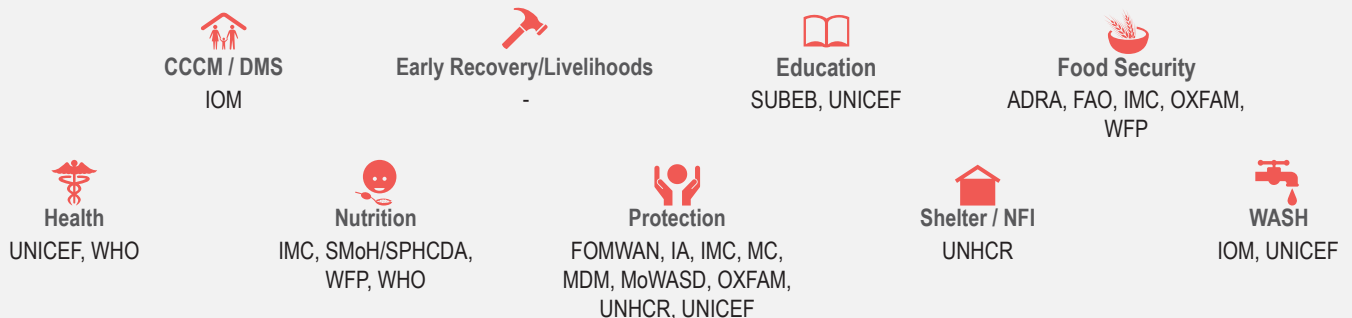 CCCM / DMS
IOM
Early Recovery/Livelihoods
-
Education
SUBEB, UNICEF
Food Security
ADRA, FAO, IMC, OXFAM,
WFP
Health
UNICEF, WHO
Nutrition
IMC, SMoH/SPHCDA,
WFP, WHO
Protection
FOMWAN, IA, IMC, MC,
MDM, MoWASD, OXFAM,
UNHCR, UNICEF
Shelter / NFI
UNHCR
WASH
IOM, UNICEF